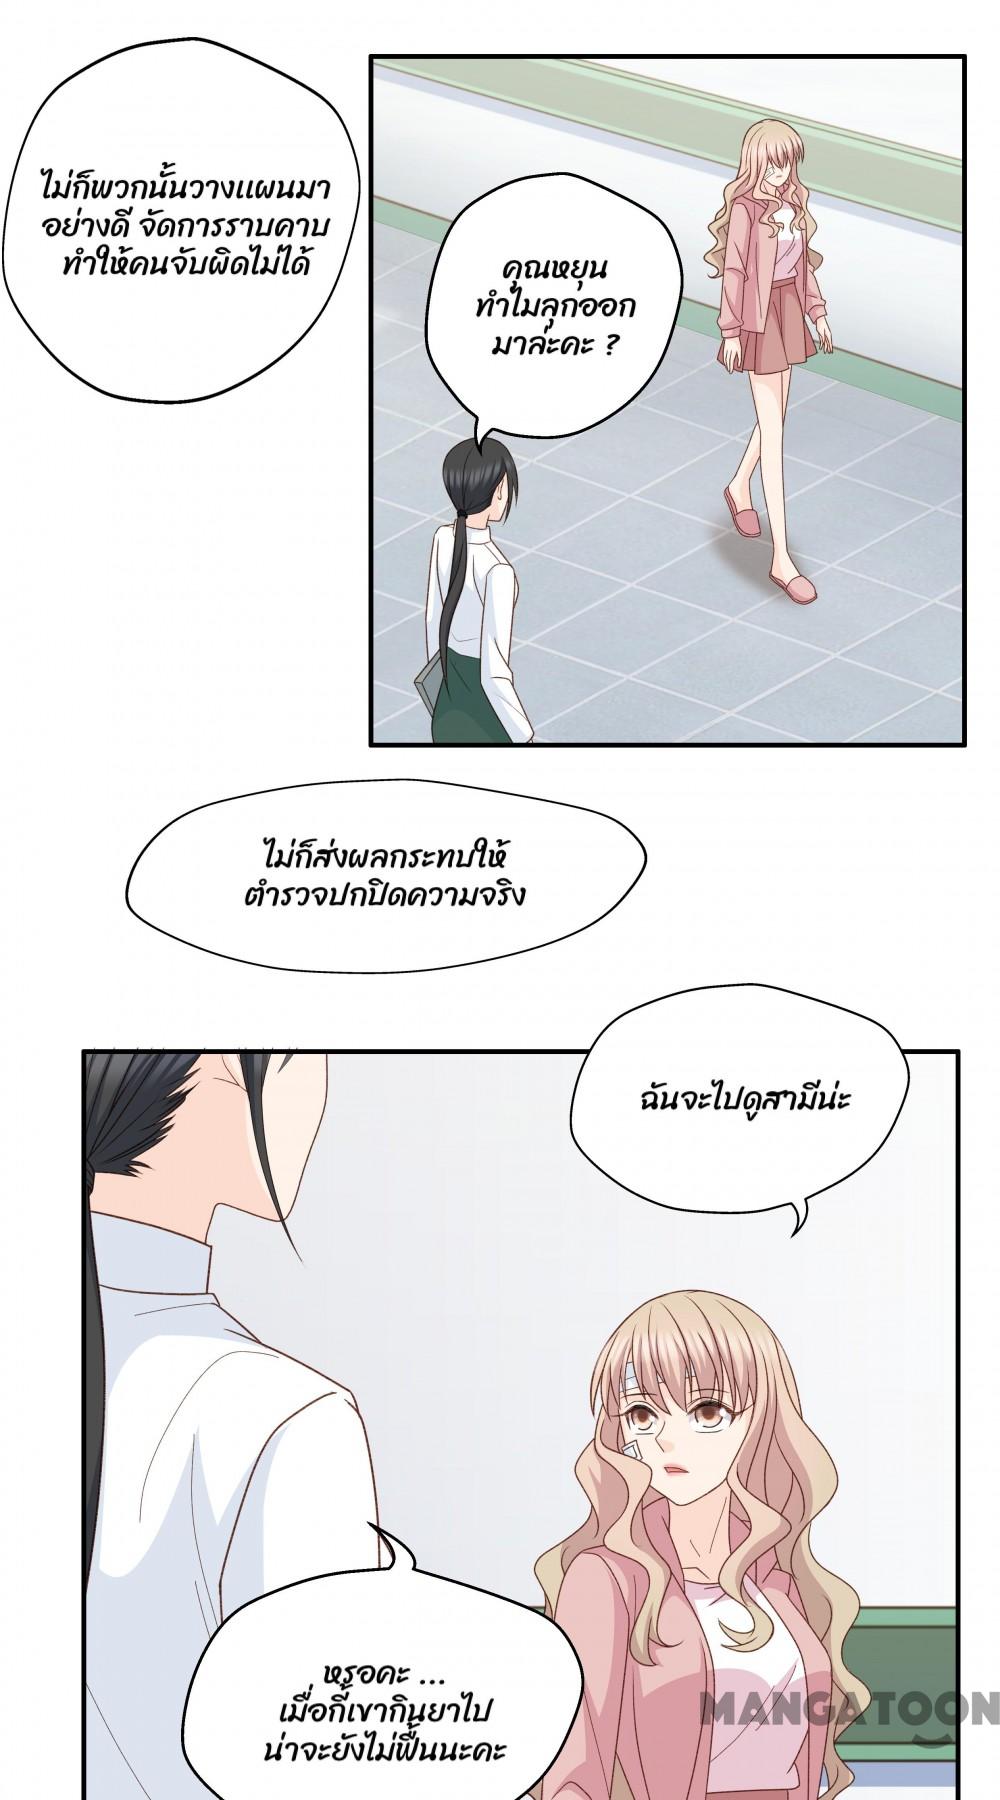 ไม่ก็พวกนั้นวางแผนมา
อย่างดี จัดการราบคาบ
ทำให้คนจับผิดไม่ได้
คุณหยุน
ทำไมลุกออก
มาล่ะคะ ?
ไม่ก็ส่งผลกระทบให้
ตำรวจปกปิดความจริง
ฉันจะไปดูสามีน่ะ
หรอคะ ...
เมื่อกี้เขากินยาไป
น่าจะยังไม่ฟื้นนะคะ
MANGATOON